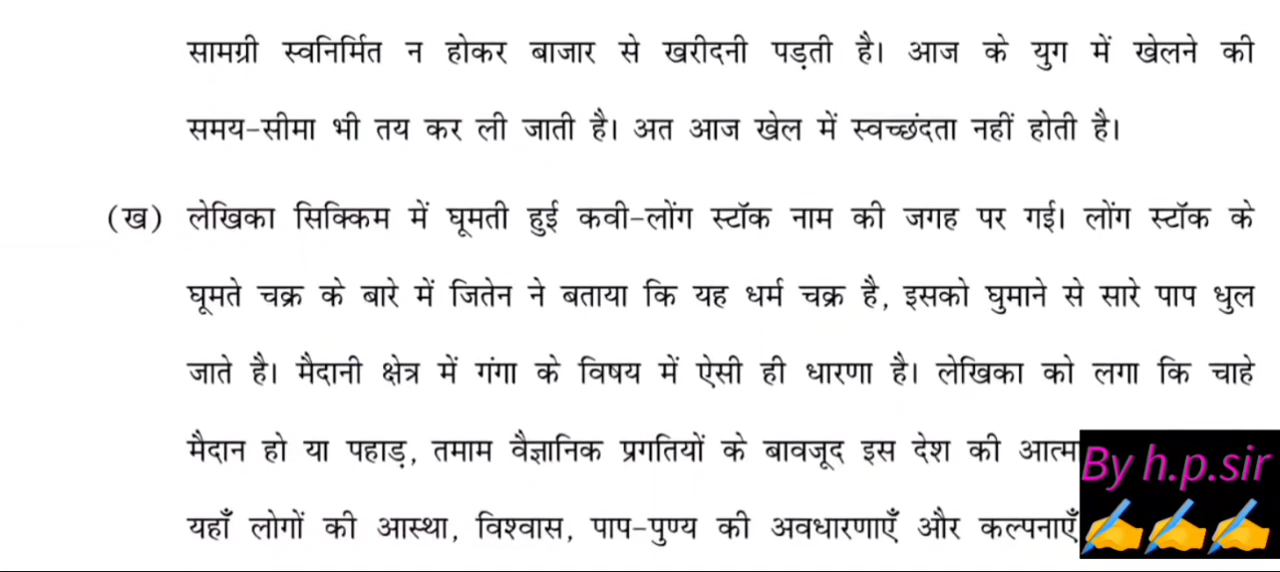 सामग्री स्वनिर्मित न होकर बाजार से खरीदनी पड़ती है। आज के युग में खेलने की
समय-सीमा भी तय कर ली जाती है। अत आज खेल में स्वच्छंदता नहीं होती है।
(ख) लेखिका सिक्किम में घूमती हुई कवी-लोंग स्टॉक नाम की जगह पर गई। लोंग स्टॉक के
घूमते चक्र के बारे में जितेन ने बताया कि यह धर्म चक्र है, इसको घुमाने से सारे पाप धुल
जाते है। मैदानी क्षेत्र में गंगा के विषय में ऐसी ही धारणा है। लेखिका को लगा कि चाहे
मैदान हो या पहाड़, तमाम वैज्ञानिक प्रगतियों के बावजूद इस देश की
यहाँ लोगों की आस्था, विश्वास, पाप-पुण्य की अवधारणाएँ और कल्पनाएँ
By h.p.sir